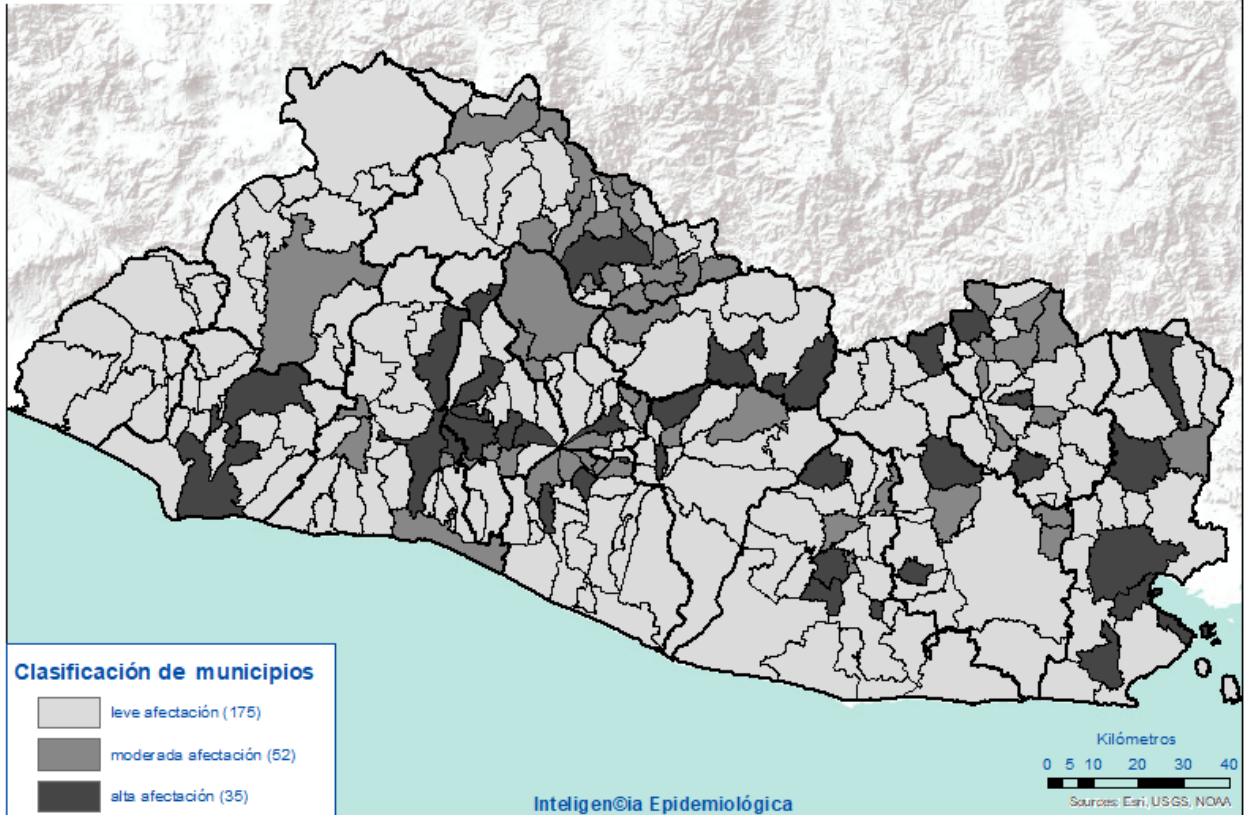 Clasificación de municipios
leve afectación (175)
moderada afectación (52)
alta afectación (35)
Inteligen©ia Epidemiológica
Kilómetros
0 5 10 20 30 40
Sources: Esri, USGS, NOAA